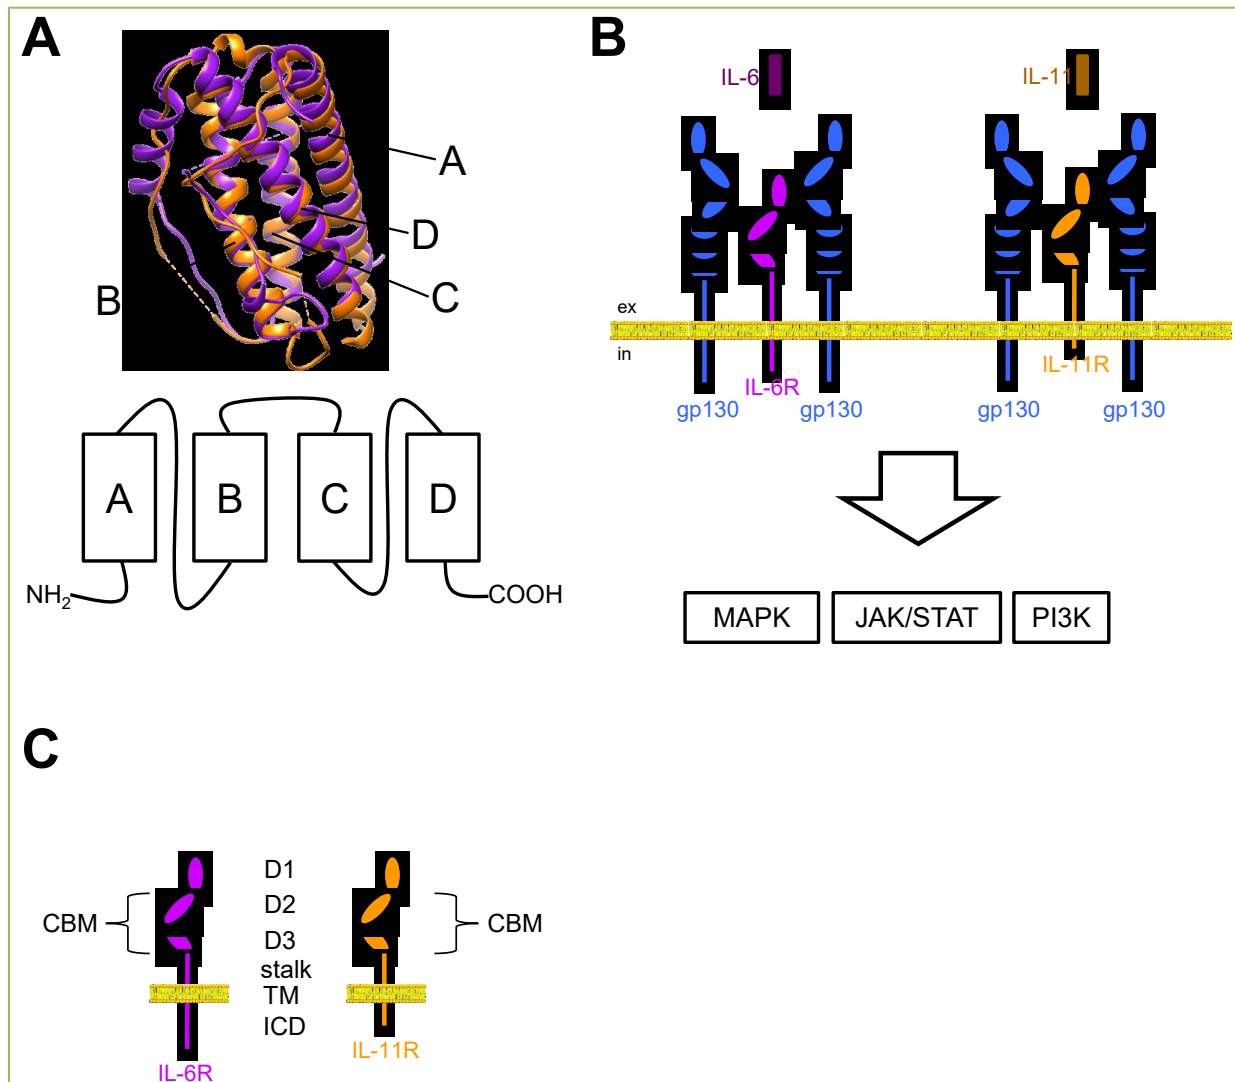 A
A
D
C
B
A B C D
NH2 COOH
B
IL-6 IL-11
ex
in
IL-6R IL-11R
gp130 gp130 gp130 gp130
MAPK JAK/STAT PI3K
C
D1
D2
CBM CBM
D3
stalk
TM
ICD
IL-6R IL-11R